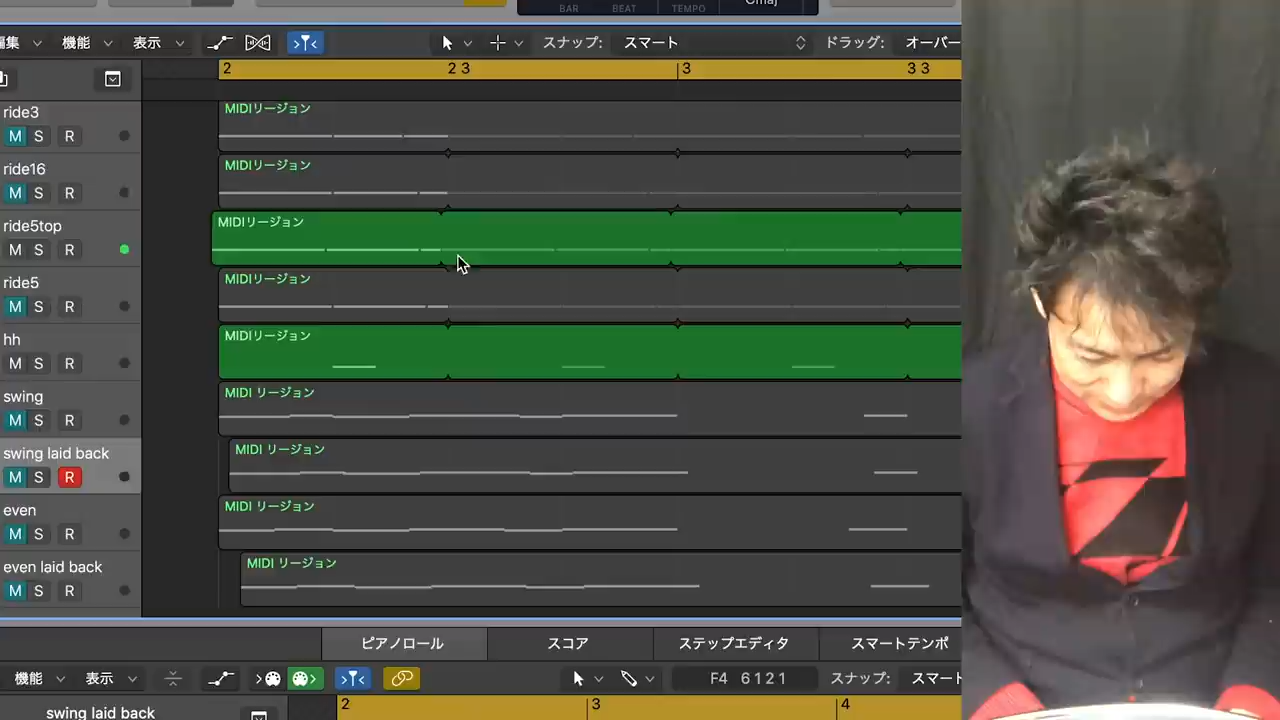 BAR BEAT TEMPO Cmaj
編集 機能 表示 スナップ: スマート ドラッグ: オーバー
2 2 3 3 3 3
ride3 MIDIリージョン
M S R
ride16 MIDIリージョン
M S R
ride5top MIDIリージョン
M S R
ride5 MIDIリージョン
M S R
hh MIDIリージョン
M S R
swing MIDI リージョン
M S R
swing laid back MIDI リージョン
M S R
even MIDI リージョン
M S R
even laid back MIDI リージョン
M S R
ピアノロール スコア ステップエディタ スマートテンポ
機能 表示 F4 6 1 2 1 スナップ: スマート
swing laid back 2 3 4